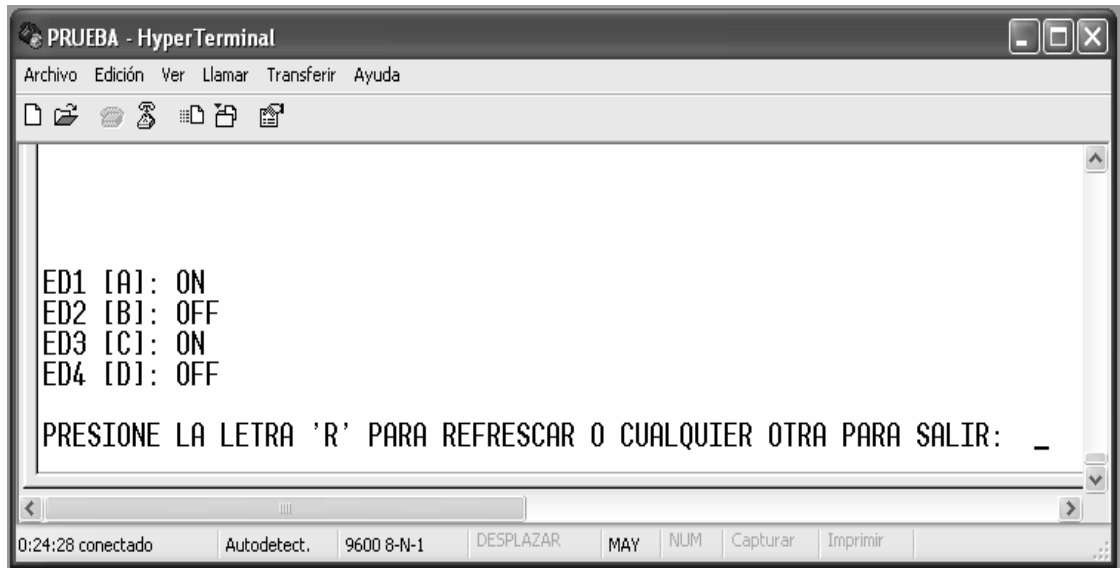 PRUEBA - HyperTerminal
Archivo Edición Ver Llamar Transferir Ayuda
ED1 [A]: ON
ED2 [B]: OFF
ED3 [C]: ON
ED4 [D]: OFF
PRESIONE LA LETRA 'R' PARA REFRESCAR O CUALQUIER OTRA PARA SALIR: _
0:24:28 conectado Autodetect. 9600 8-N-1 DESPLAZAR MAY NUM Capturar Imprimir